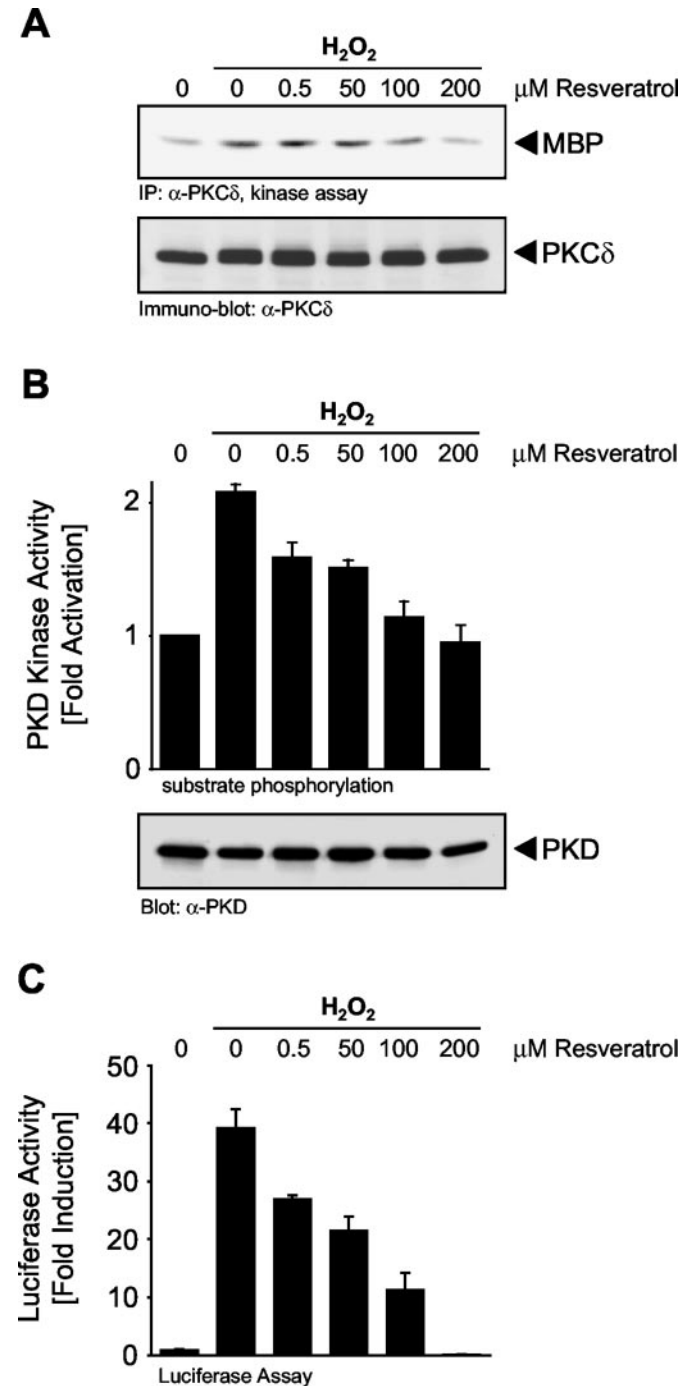 A
H₂O₂
0 0 0.5 50 100 200 μM Resveratrol
◀MBP
IP: α-PKCδ, kinase assay
◀PKCδ
Immuno-blot: α-PKCδ
B
H₂O₂
0 0 0.5 50 100 200 μM Resveratrol
PKD Kinase Activity
[Fold Activation]
2
1
0
substrate phosphorylation
◀PKD
Blot: α-PKD
C
H₂O₂
0 0 0.5 50 100 200 μM Resveratrol
Luciferase Activity
[Fold Induction]
50
40
30
20
10
0
Luciferase Assay